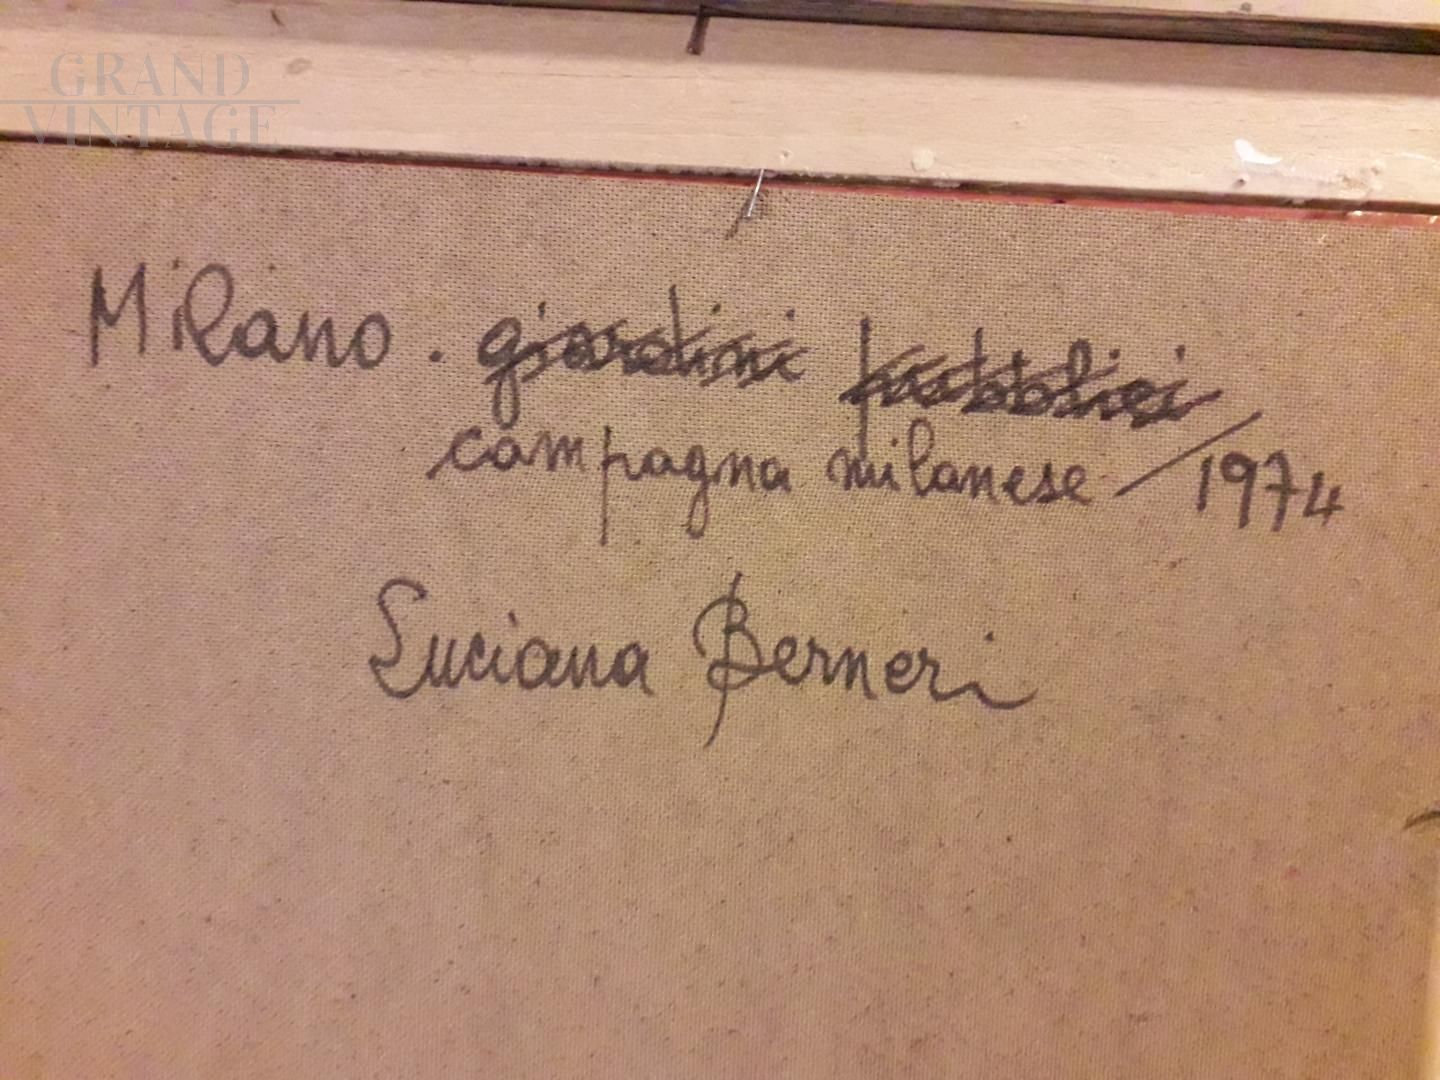 GRAND
VINTAGE
Milano. giardini pubblici
campagna milanese / 1974
Luciana Berneri